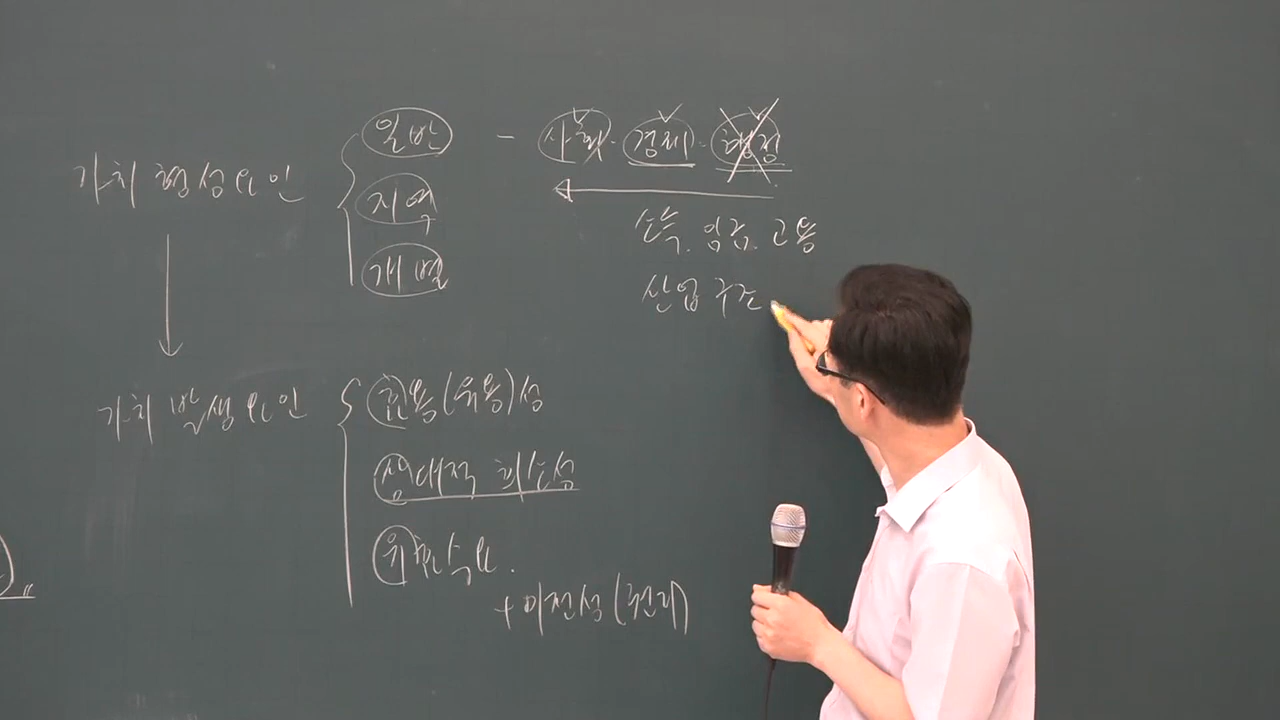 가치 형성요인
일반 - 사회·경제·행정
지역
개별
소득. 임금. 고용
산업구조
가치 발생요인
효용(유용)성
상대적 희소성
유효수요.
+ 이전성(권리)